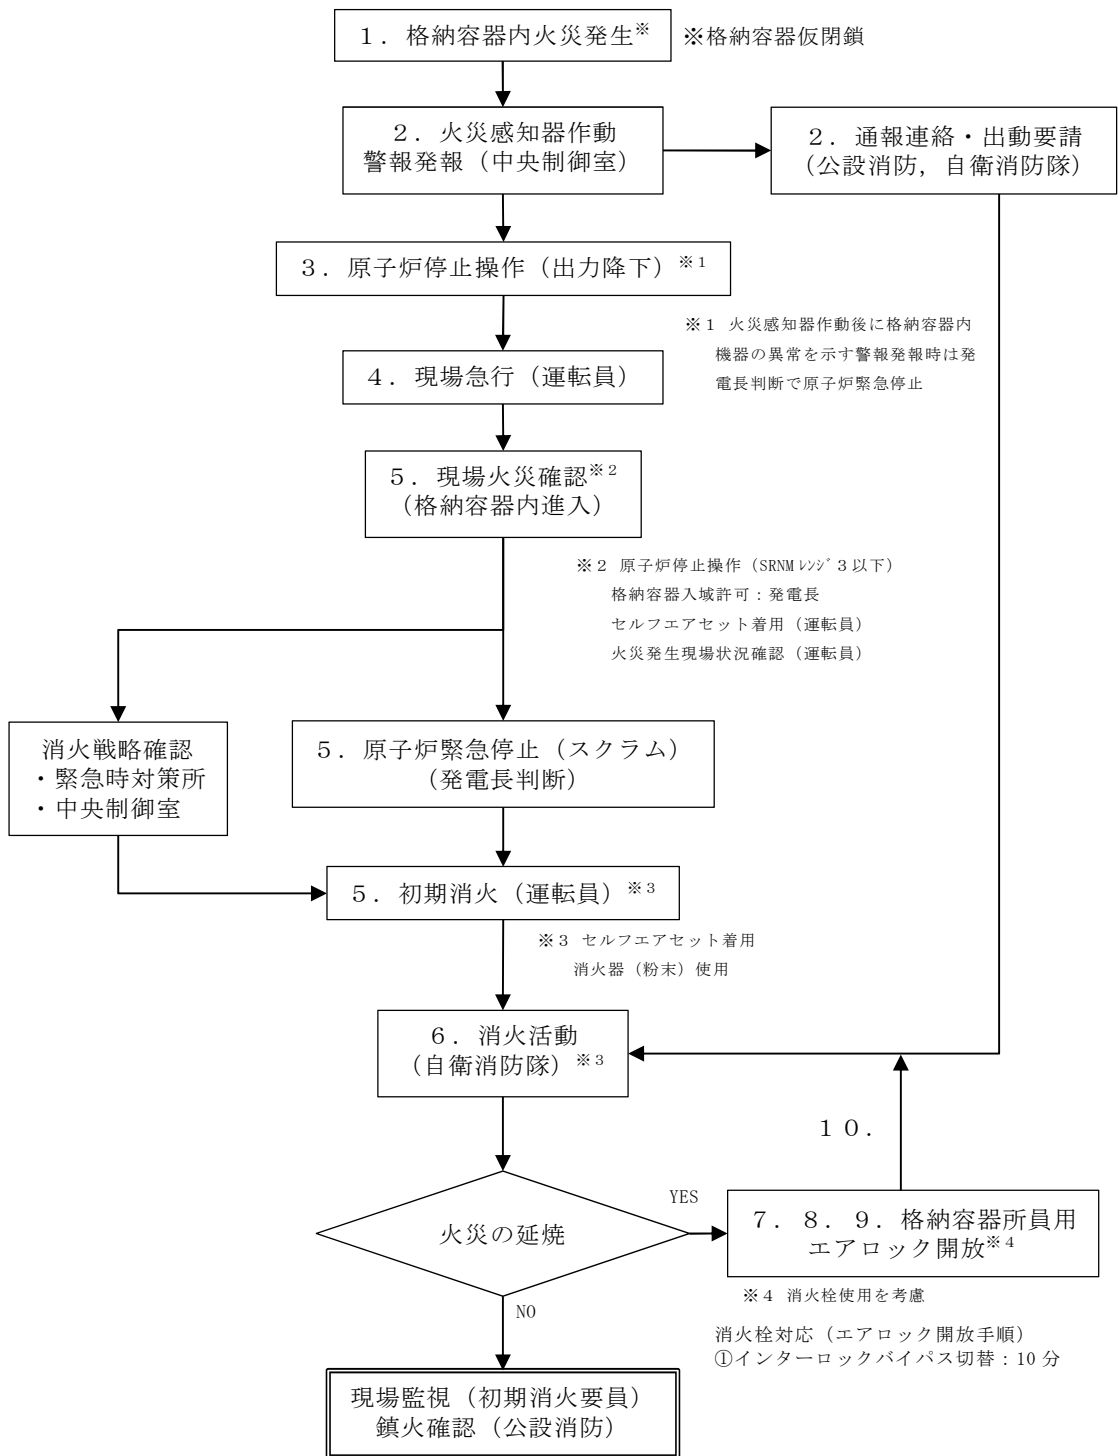 １．格納容器内火災発生※
※格納容器仮閉鎖
２．火災感知器作動
警報発報（中央制御室）
２．通報連絡・出動要請
（公設消防，自衛消防隊）
３．原子炉停止操作（出力降下）※１
※１ 火災感知器作動後に格納容器内
機器の異常を示す警報発報時は発
電長判断で原子炉緊急停止
４．現場急行（運転員）
５．現場火災確認※２
（格納容器内進入）
※２ 原子炉停止操作（SRNMﾚﾝｼﾞ３以下）
格納容器入域許可：発電長
セルフエアセット着用（運転員）
火災発生現場状況確認（運転員）
消火戦略確認
・緊急時対策所
・中央制御室
５．原子炉緊急停止（スクラム）
（発電長判断）
５．初期消火（運転員）※３
※３ セルフエアセット着用
消火器（粉末）使用
６．消火活動
（自衛消防隊）※３
１０．
火災の延焼
YES
７．８．９．格納容器所員用
エアロック開放※４
※４ 消火栓使用を考慮
消火栓対応（エアロック開放手順）
①インターロックバイパス切替：10分
NO
現場監視（初期消火要員）
鎮火確認（公設消防）